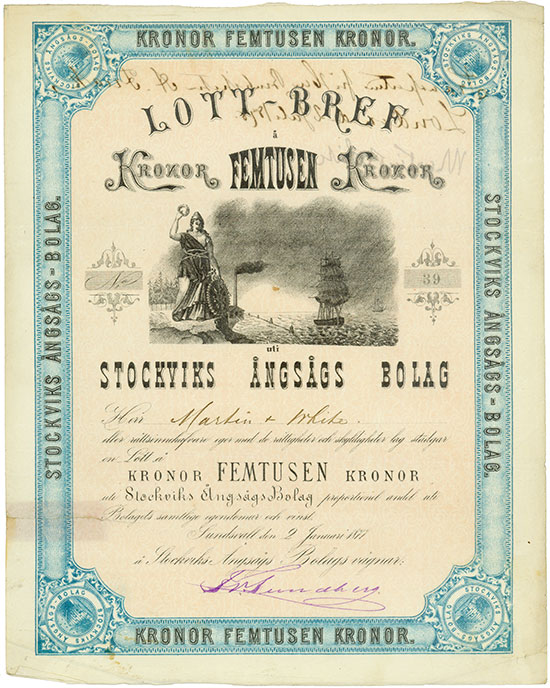 KRONOR FEMTUSEN KRONOR.
LOTT-BREF
å
KRONOR FEMTUSEN KRONOR
No 39
uti
STOCKVIKS ÅNGSÅGS BOLAG
Herr Martin & White.
eller rättsinnehafvare eger med de rättigheter och skyldigheter lag stadgar
en Lott å
KRONOR FEMTUSEN KRONOR
uti Stockviks ÅngsågsBolag proportionel andel uti
Bolagets samtliga egendomar och vinst.
Sundsvall den 2 Januari 1877
å Stockviks Ångsågs Bolags vägnar:
Sundberg
STOCKVIKS ÅNGSÅGS-BOLAG.
STOCKVIKS ÅNGSÅGS-BOLAG.
KRONOR FEMTUSEN KRONOR.